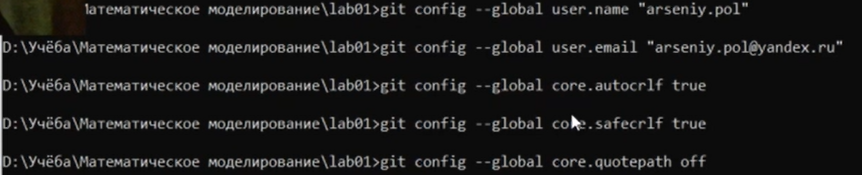 Математическое моделирование\lab01>git config --global user.name "arseniy.pol"
D:\Учёба\Математическое моделирование\lab01>git config --global user.email "arseniy.pol@yandex.ru"
D:\Учёба\Математическое моделирование\lab01>git config --global core.autocrlf true
D:\Учёба\Математическое моделирование\lab01>git config --global core.safecrlf true
D:\Учёба\Математическое моделирование\lab01>git config --global core.quotepath off